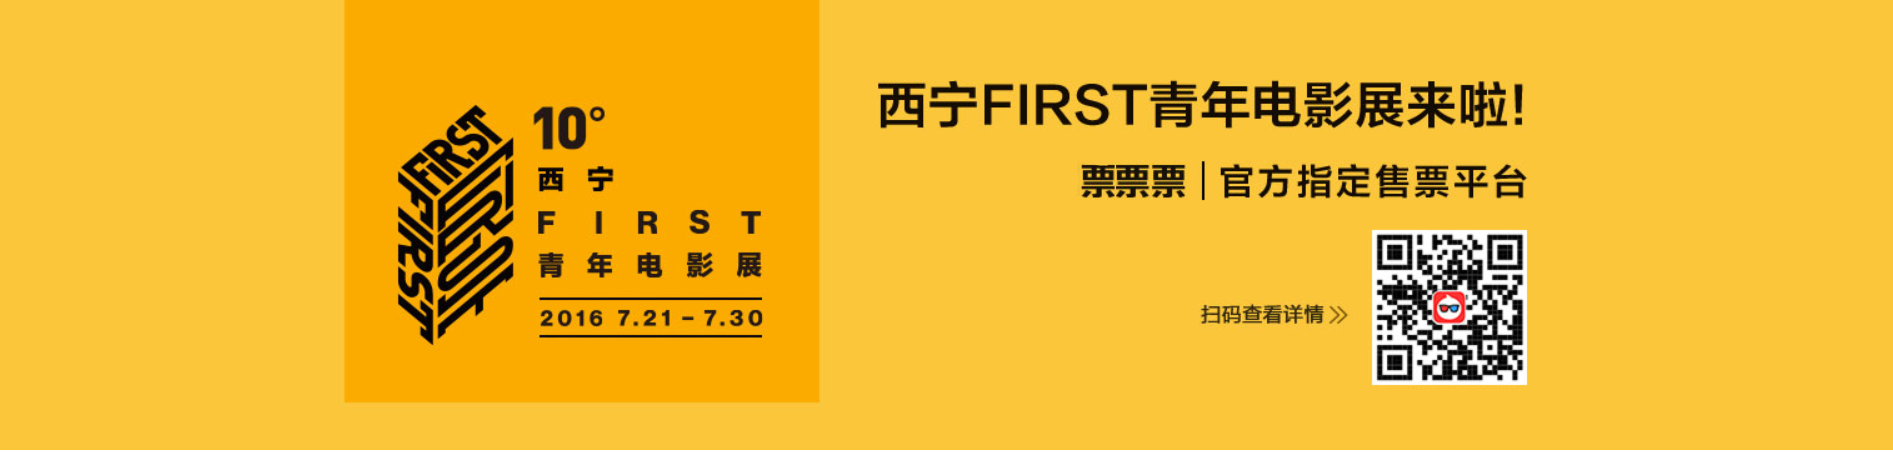 FIRST
FIRST
FIRST
10°
西宁
FIRST
青年电影展
2016 7.21-7.30
西宁FIRST青年电影展来啦!
票票票|官方指定售票平台
扫码查看详情